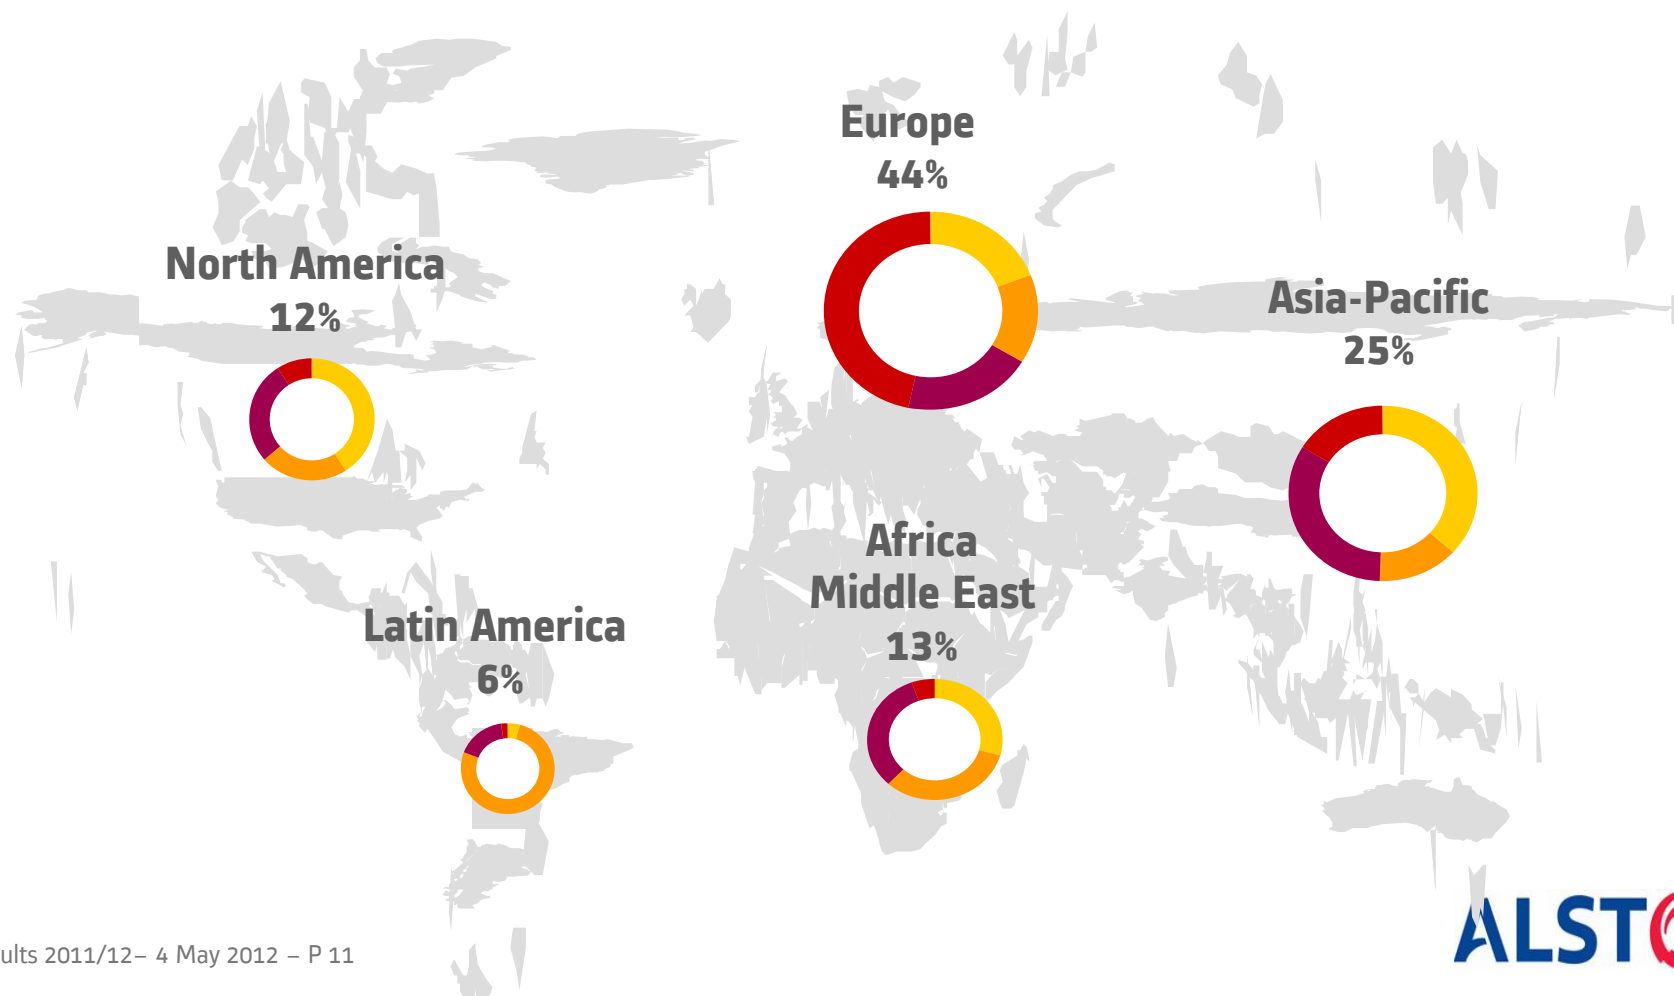 Europe
44%
North America
12%
Asia-Pacific
25%
Africa
Middle East
13%
Latin America
6%
ults 2011/12– 4 May 2012 – P 11
ALST